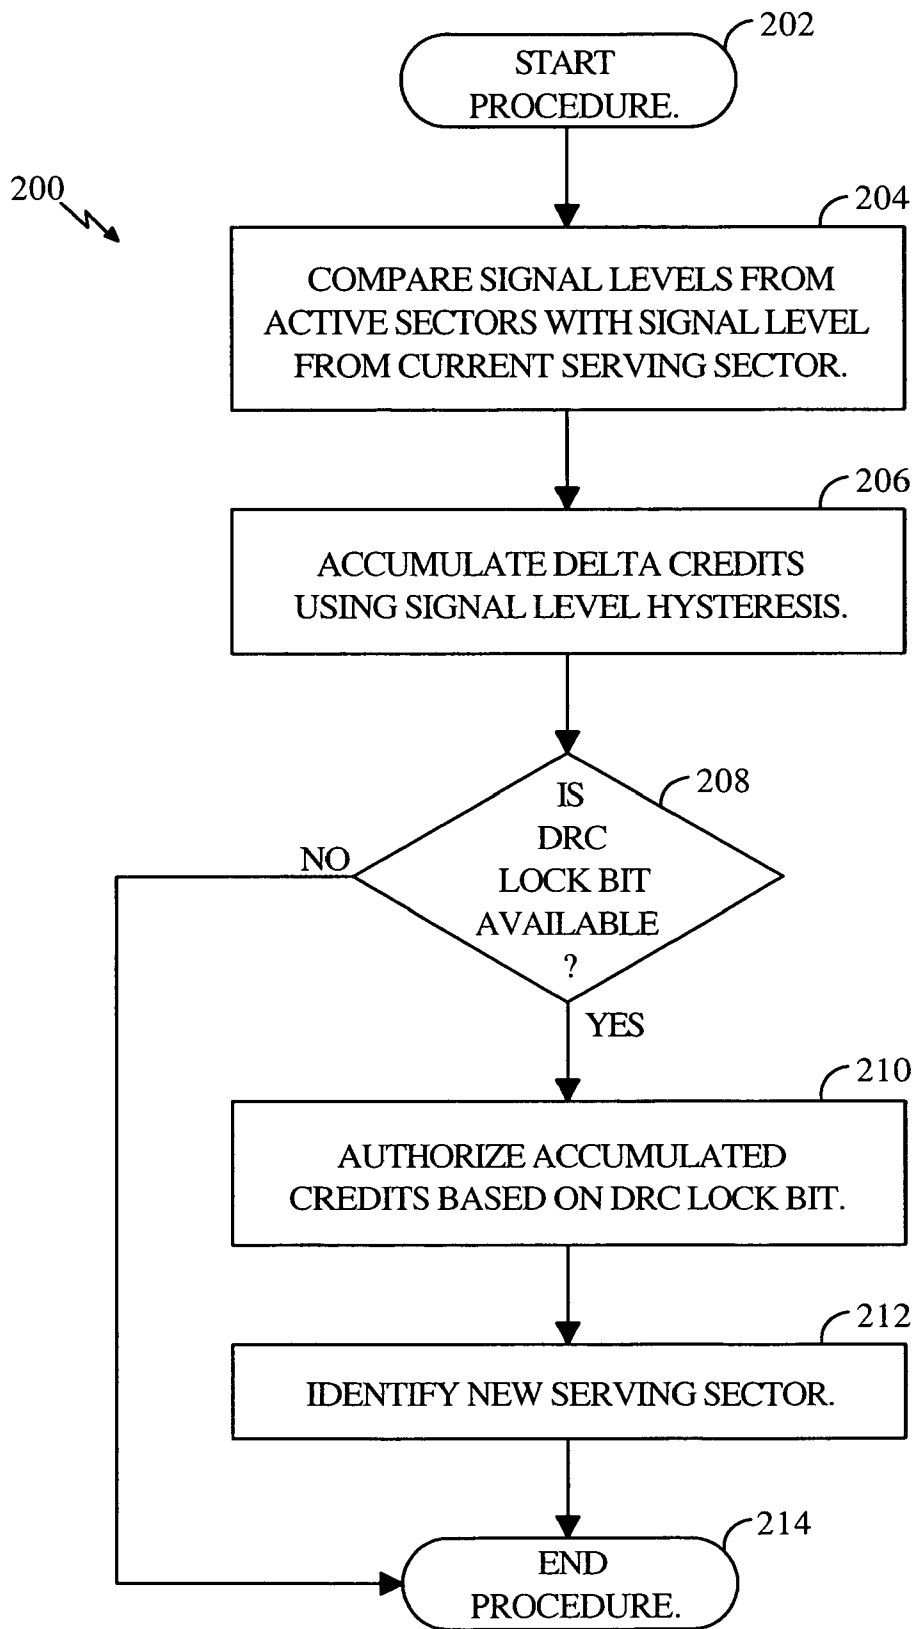 202
START
PROCEDURE.
200
204
COMPARE SIGNAL LEVELS FROM
ACTIVE SECTORS WITH SIGNAL LEVEL
FROM CURRENT SERVING SECTOR.
206
ACCUMULATE DELTA CREDITS
USING SIGNAL LEVEL HYSTERESIS.
208
IS
DRC
LOCK BIT
AVAILABLE
?
NO
YES
210
AUTHORIZE ACCUMULATED
CREDITS BASED ON DRC LOCK BIT.
212
IDENTIFY NEW SERVING SECTOR.
214
END
PROCEDURE.